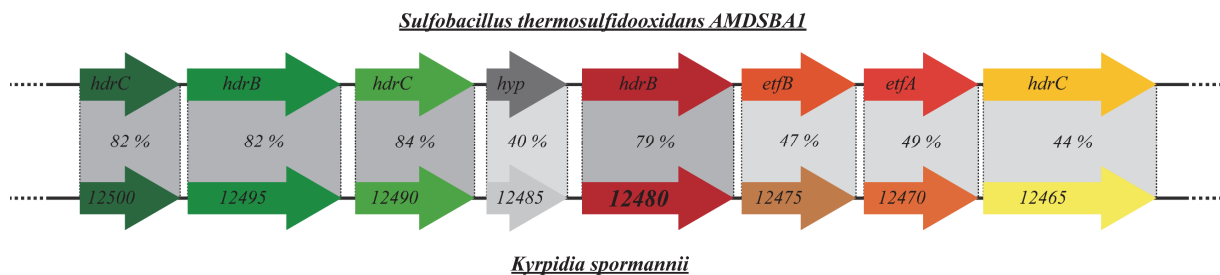 Sulfobacillus thermosulfidooxidans AMDSBA1
hdrC hdrB hdrC hyp hdrB etfB etfA hdrC
82 % 82 % 84 % 40 % 79 % 47 % 49 % 44 %
12500 12495 12490 12485 12480 12475 12470 12465
Kyrpidia spormannii